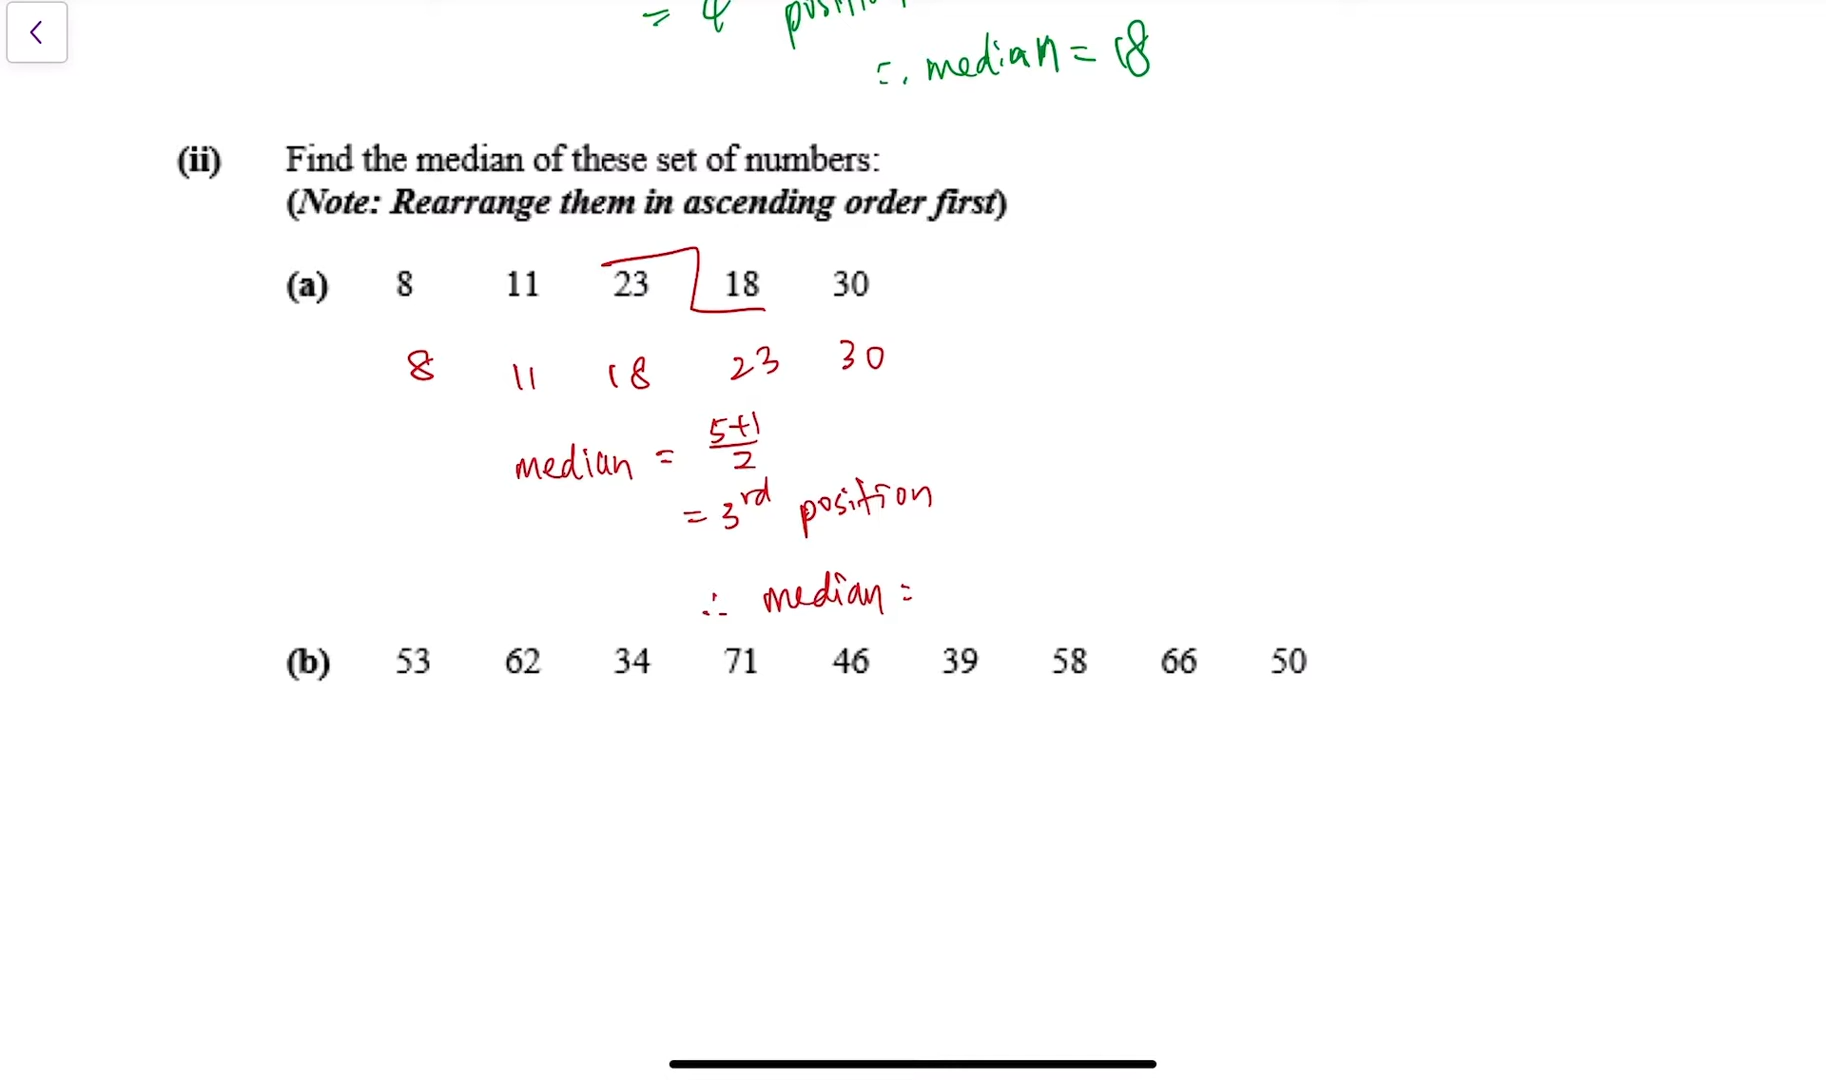 = 4
∴ median = 18
(ii) Find the median of these set of numbers:
(Note: Rearrange them in ascending order first)
(a) 8 11 23 18 30
8 11 18 23 30
median = 5+1
2
= 3rd position
∴ median =
(b) 53 62 34 71 46 39 58 66 50